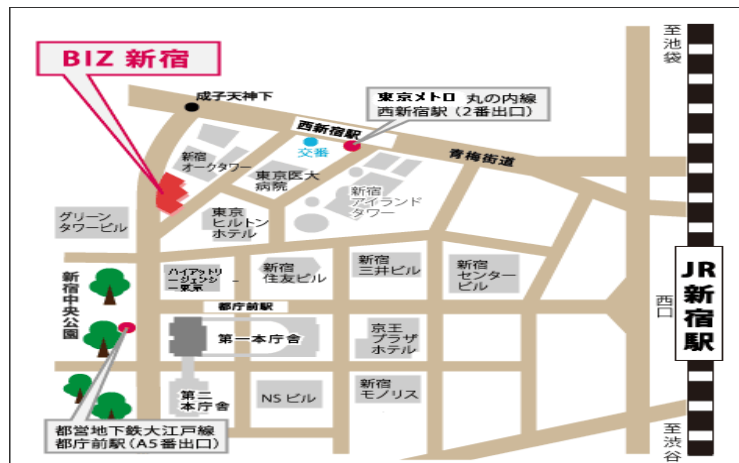 BIZ 新宿
成子天神下
東京メトロ 丸の内線
西新宿駅（2番出口）
西新宿駅
交番
青梅街道
新宿
オークタワー
東京医大
病院
新宿
アイランド
タワー
グリーン
タワービル
東京
ヒルトン
ホテル
新宿中央公園
ハイアットリ
ージェンシ
ー東京
新宿
住友ビル
新宿
三井ビル
新宿
センター
ビル
都庁前駅
第一本庁舎
京王
プラザ
ホテル
第二
本庁舎
NSビル
新宿
モノリス
都営地下鉄大江戸線
都庁前駅（A5番出口）
至池袋
JR新宿駅
西口
至渋谷